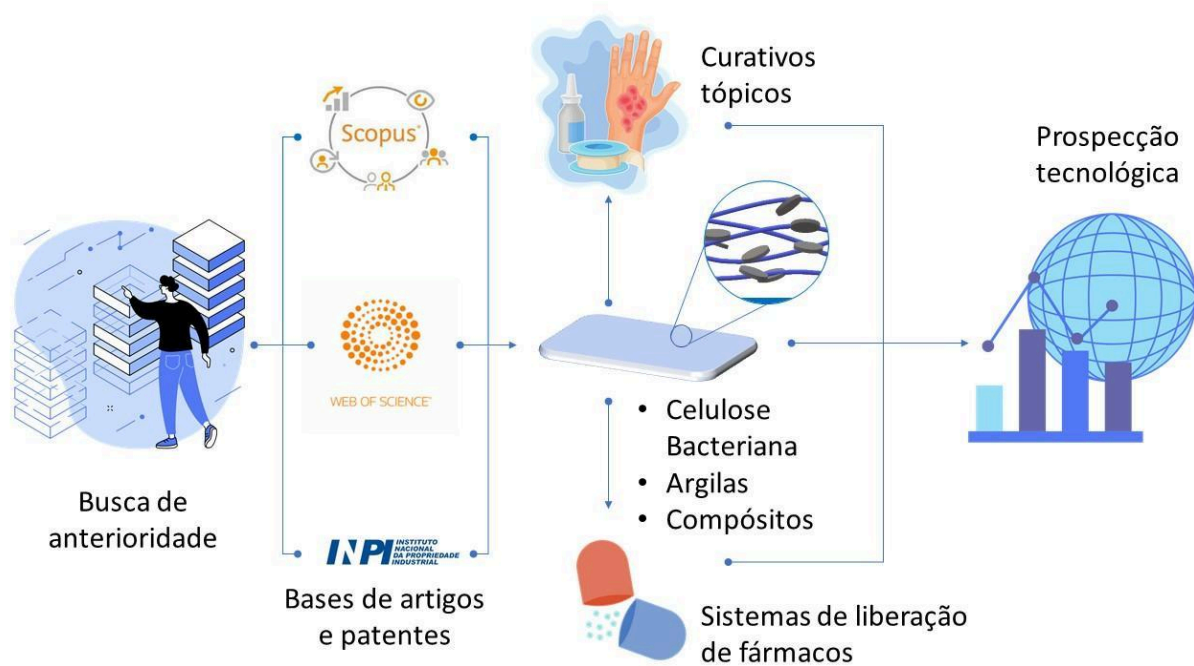 Busca de
anterioridade
Scopus®
WEB OF SCIENCE™
INPI INSTITUTO
NACIONAL
DA PROPRIEDADE
INDUSTRIAL
Bases de artigos
e patentes
Curativos
tópicos
• Celulose
Bacteriana
• Argilas
• Compósitos
Sistemas de liberação
de fármacos
Prospecção
tecnológica